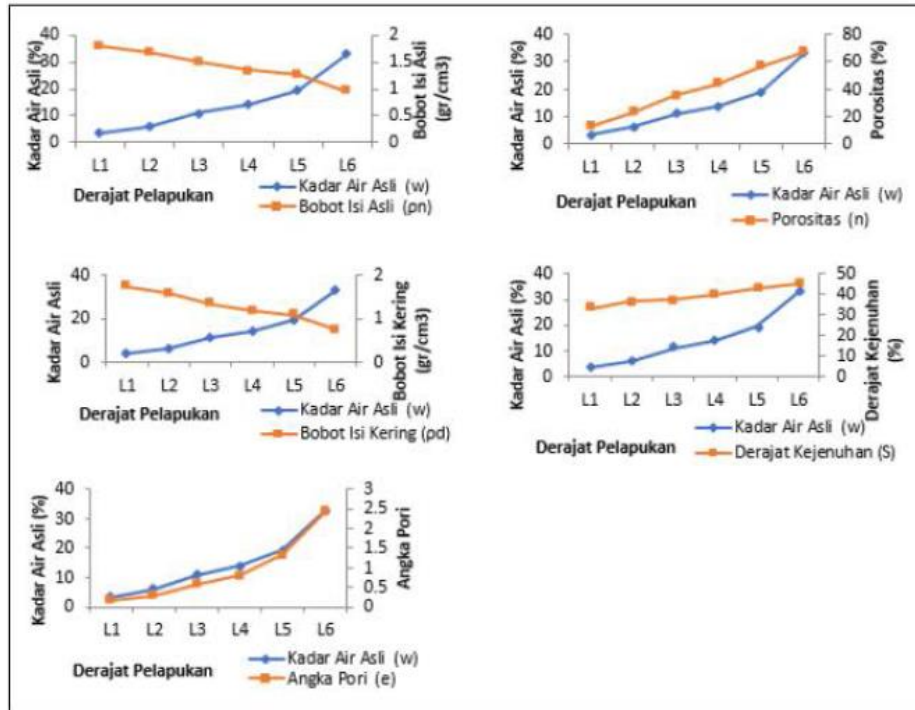 Kadar Air Asli (%)
40
30
20
10
0
L1 L2 L3 L4 L5 L6
2
1.5
1
0.5
0
Bobot Isi Asli
(gr/cm3)
Derajat Pelapukan
Kadar Air Asli (w)
Bobot Isi Asli (ρn)
Kadar Air Asli (%)
40
30
20
10
0
L1 L2 L3 L4 L5 L6
80
60
40
20
0
Porositas (%)
Derajat Pelapukan
Kadar Air Asli (w)
Porositas (n)
Kadar Air Asli
40
20
0
L1 L2 L3 L4 L5 L6
2
1
0
Bobot Isi Kering
(gr/cm3)
Derajat Pelapukan
Kadar Air Asli (w)
Bobot Isi Kering (ρd)
Kadar Air Asli (%)
40
30
20
10
0
L1 L2 L3 L4 L5 L6
50
40
30
20
10
0
Derajat Kejenuhan
(%)
Derajat Pelapukan
Kadar Air Asli (w)
Derajat Kejenuhan (S)
Kadar Air Asli (%)
40
30
20
10
0
L1 L2 L3 L4 L5 L6
3
2.5
2
1.5
1
0.5
0
Angka Pori
Derajat Pelapukan
Kadar Air Asli (w)
Angka Pori (e)